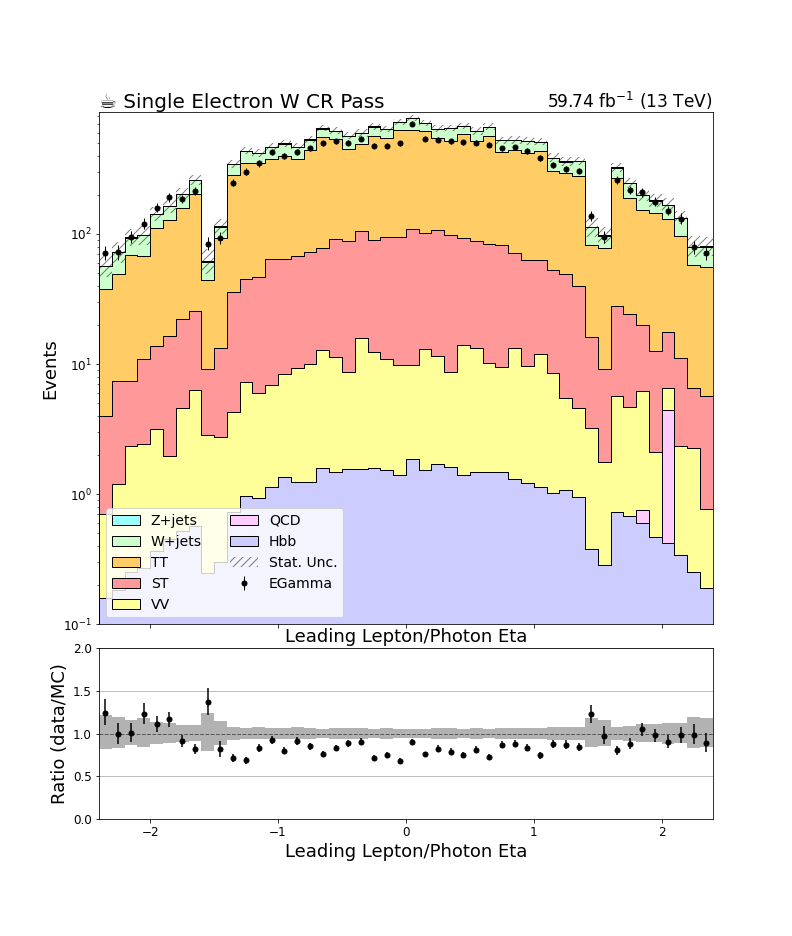 ☕ Single Electron W CR Pass
59.74 fb⁻¹ (13 TeV)
Events
10²
10¹
10⁰
10⁻¹
Z+jets
W+jets
TT
ST
VV
QCD
Hbb
Stat. Unc.
EGamma
Leading Lepton/Photon Eta
Ratio (data/MC)
2.0
1.5
1.0
0.5
0.0
−2
−1
0
1
2
Leading Lepton/Photon Eta